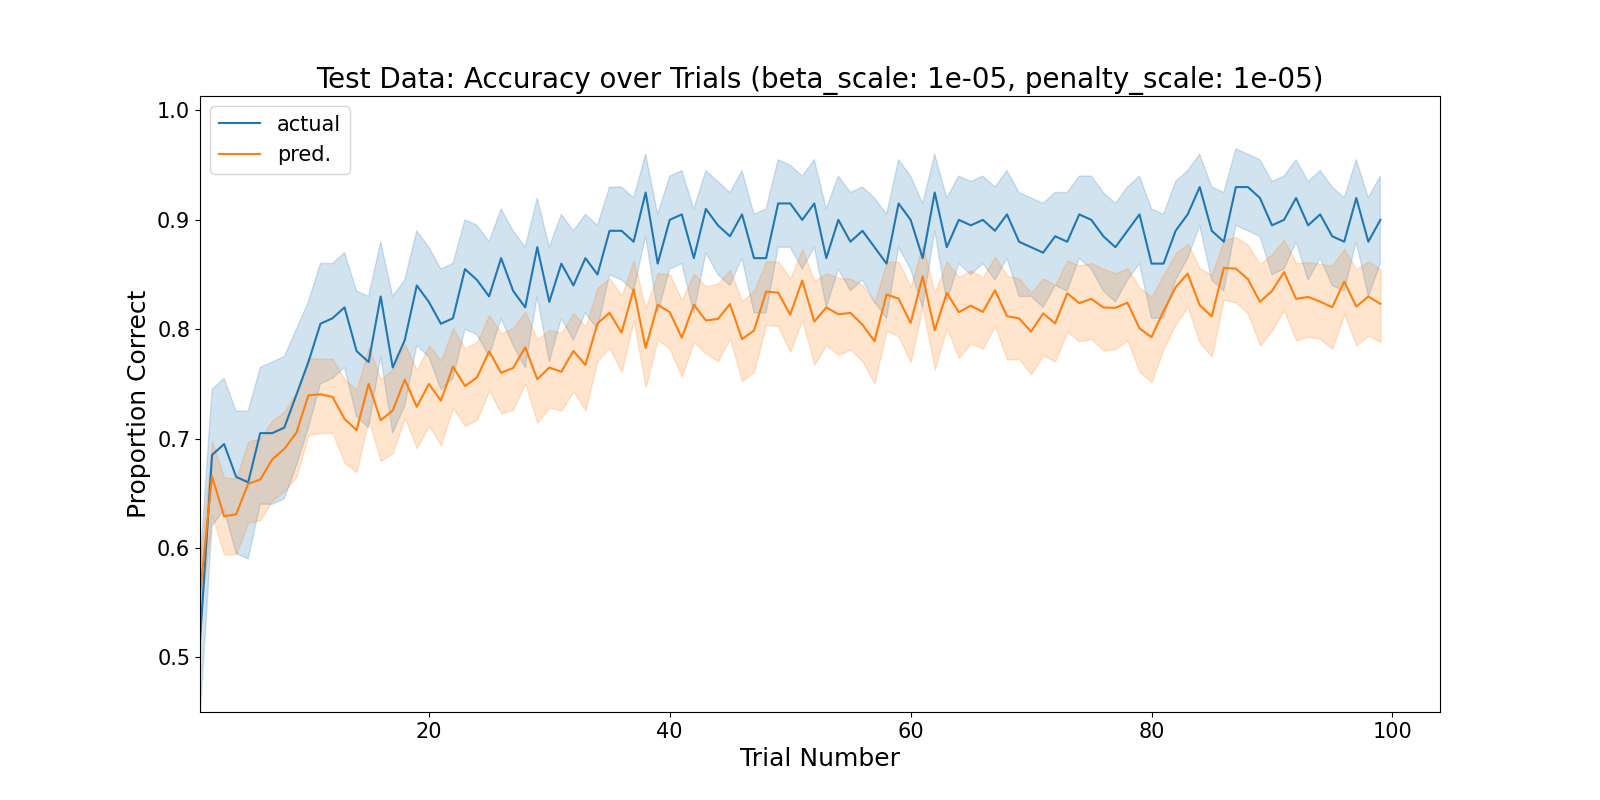 Test Data: Accuracy over Trials (beta_scale: 1e-05, penalty_scale: 1e-05)
1.0
0.9
0.8
0.7
0.6
0.5
Proportion Correct
actual
pred.
20 40 60 80 100
Trial Number